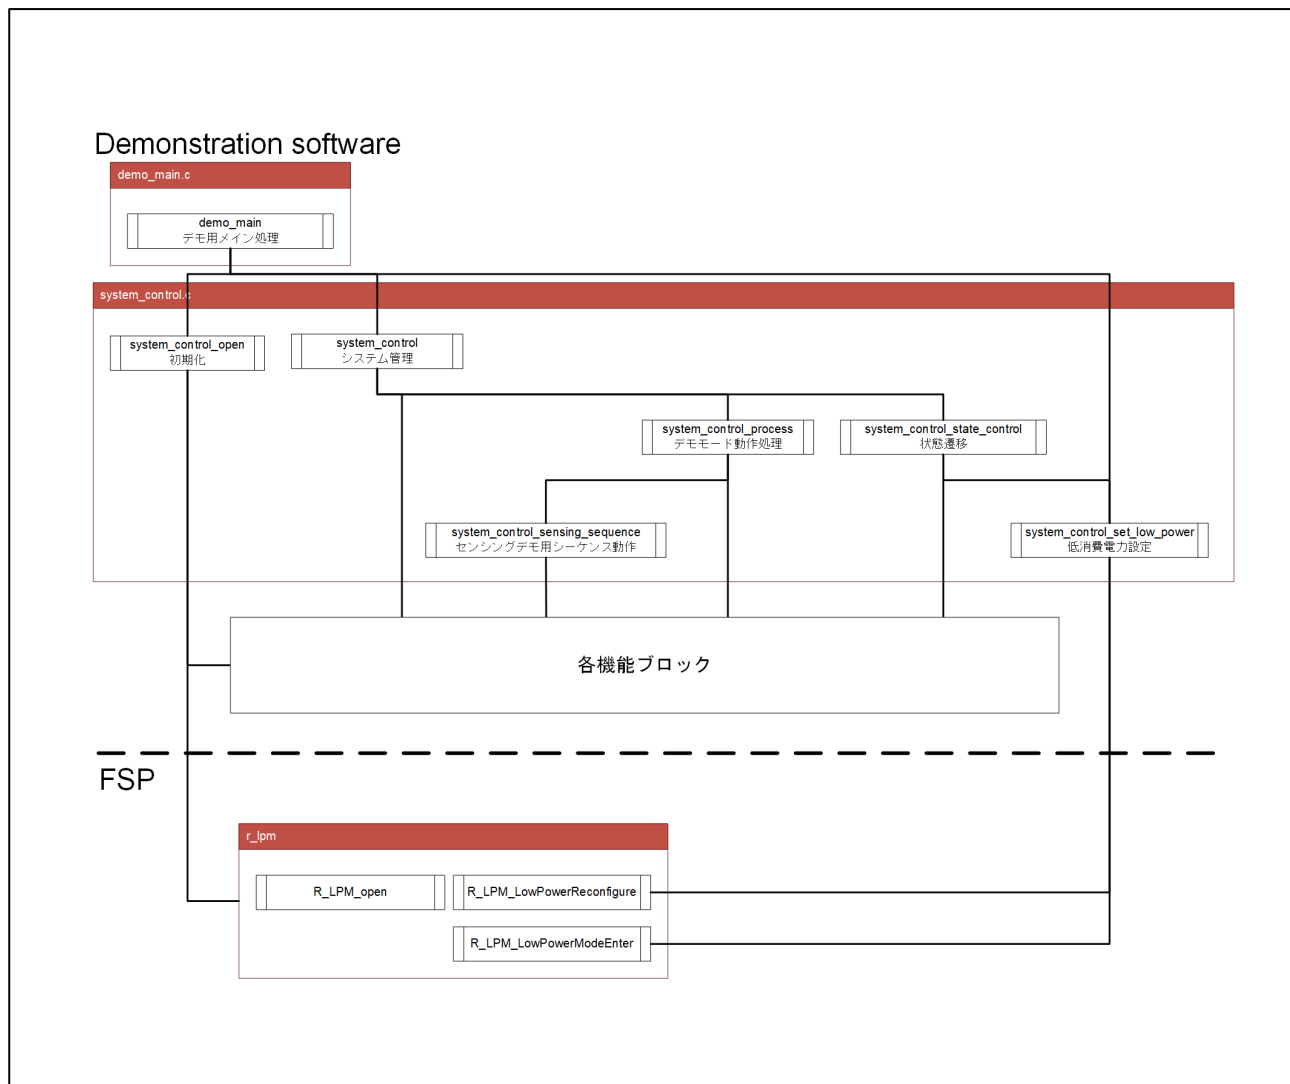 Demonstration software
demo_main.c
demo_main
デモ用メイン処理
system_control.c
system_control_open
初期化
system_control
システム管理
system_control_process
デモモード動作処理
system_control_state_control
状態遷移
system_control_sensing_sequence
センシングデモ用シーケンス動作
system_control_set_low_power
低消費電力設定
各機能ブロック
FSP
r_lpm
R_LPM_open
R_LPM_LowPowerReconfigure
R_LPM_LowPowerModeEnter